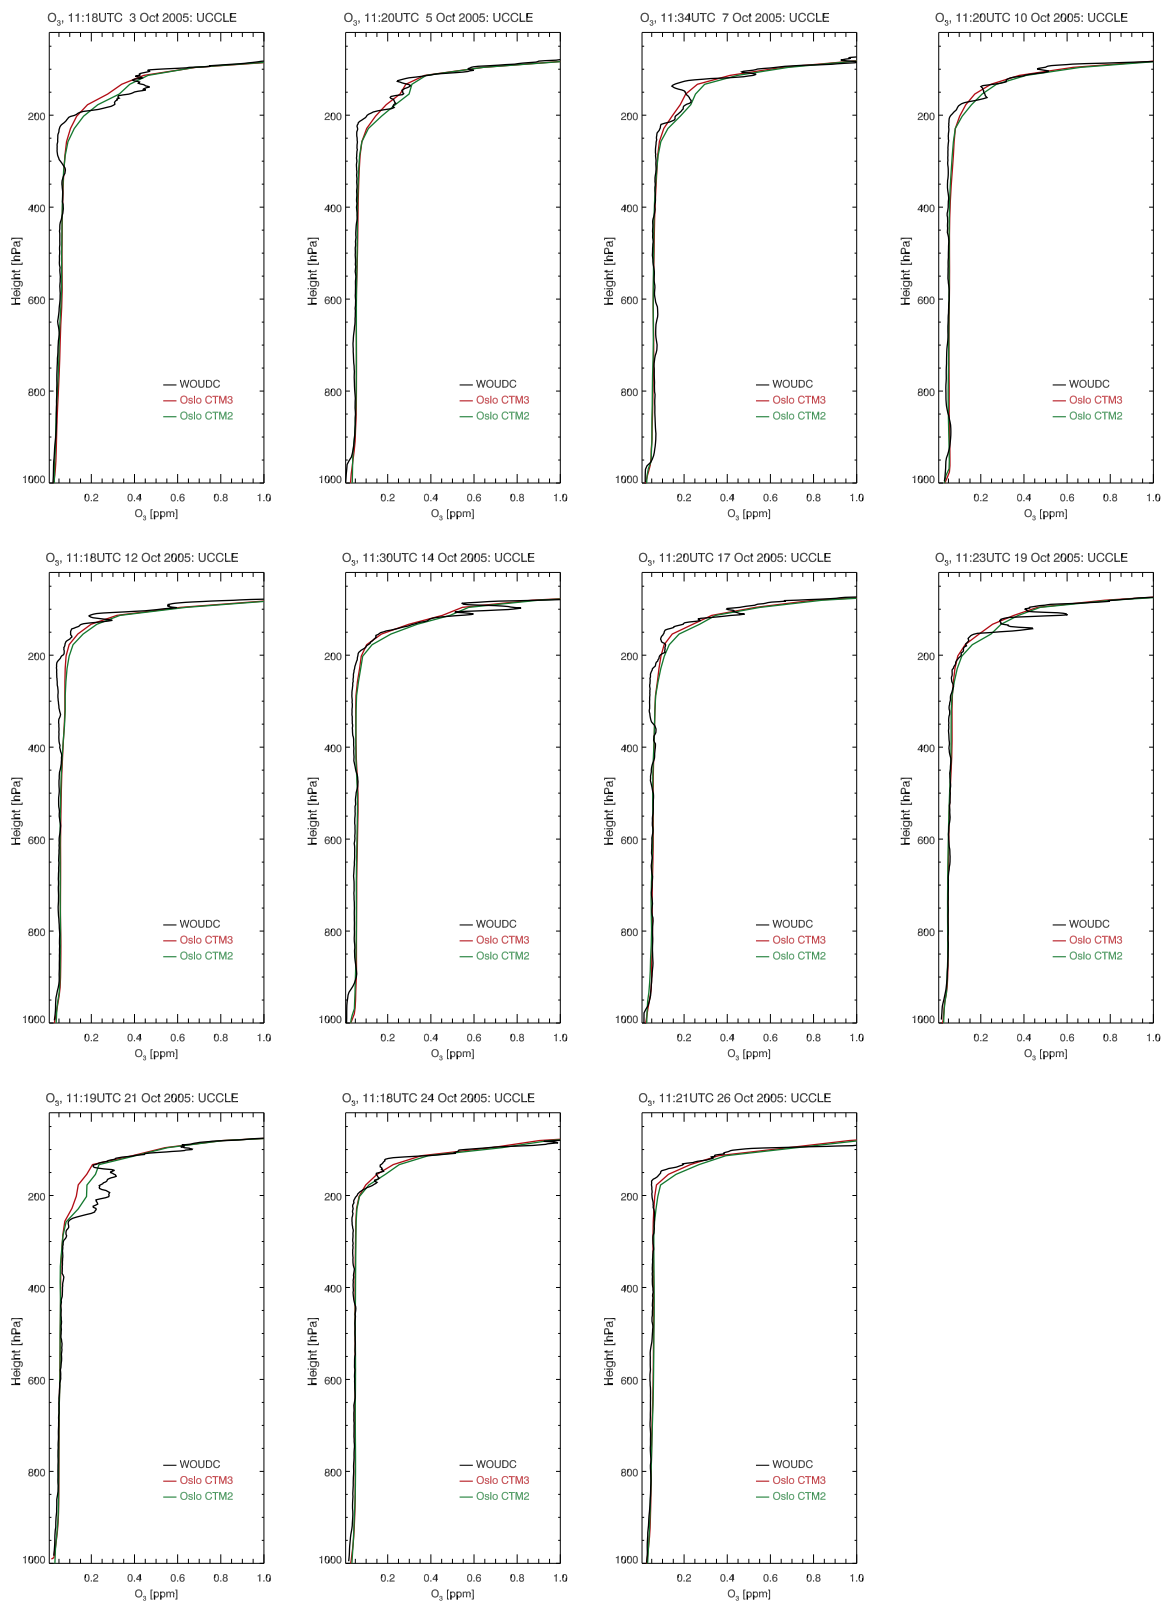 O3, 11:18UTC 3 Oct 2005: UCCLE
Height [hPa]
200
400
600
800
1000
0.2 0.4 0.6 0.8 1.0
O3 [ppm]
WOUDC
Oslo CTM3
Oslo CTM2
O3, 11:20UTC 5 Oct 2005: UCCLE
Height [hPa]
200
400
600
800
1000
0.2 0.4 0.6 0.8 1.0
O3 [ppm]
WOUDC
Oslo CTM3
Oslo CTM2
O3, 11:34UTC 7 Oct 2005: UCCLE
Height [hPa]
200
400
600
800
1000
0.2 0.4 0.6 0.8 1.0
O3 [ppm]
WOUDC
Oslo CTM3
Oslo CTM2
O3, 11:20UTC 10 Oct 2005: UCCLE
Height [hPa]
200
400
600
800
1000
0.2 0.4 0.6 0.8 1.0
O3 [ppm]
WOUDC
Oslo CTM3
Oslo CTM2
O3, 11:18UTC 12 Oct 2005: UCCLE
Height [hPa]
200
400
600
800
1000
0.2 0.4 0.6 0.8 1.0
O3 [ppm]
WOUDC
Oslo CTM3
Oslo CTM2
O3, 11:30UTC 14 Oct 2005: UCCLE
Height [hPa]
200
400
600
800
1000
0.2 0.4 0.6 0.8 1.0
O3 [ppm]
WOUDC
Oslo CTM3
Oslo CTM2
O3, 11:20UTC 17 Oct 2005: UCCLE
Height [hPa]
200
400
600
800
1000
0.2 0.4 0.6 0.8 1.0
O3 [ppm]
WOUDC
Oslo CTM3
Oslo CTM2
O3, 11:23UTC 19 Oct 2005: UCCLE
Height [hPa]
200
400
600
800
1000
0.2 0.4 0.6 0.8 1.0
O3 [ppm]
WOUDC
Oslo CTM3
Oslo CTM2
O3, 11:19UTC 21 Oct 2005: UCCLE
Height [hPa]
200
400
600
800
1000
0.2 0.4 0.6 0.8 1.0
O3 [ppm]
WOUDC
Oslo CTM3
Oslo CTM2
O3, 11:18UTC 24 Oct 2005: UCCLE
Height [hPa]
200
400
600
800
1000
0.2 0.4 0.6 0.8 1.0
O3 [ppm]
WOUDC
Oslo CTM3
Oslo CTM2
O3, 11:21UTC 26 Oct 2005: UCCLE
Height [hPa]
200
400
600
800
1000
0.2 0.4 0.6 0.8 1.0
O3 [ppm]
WOUDC
Oslo CTM3
Oslo CTM2